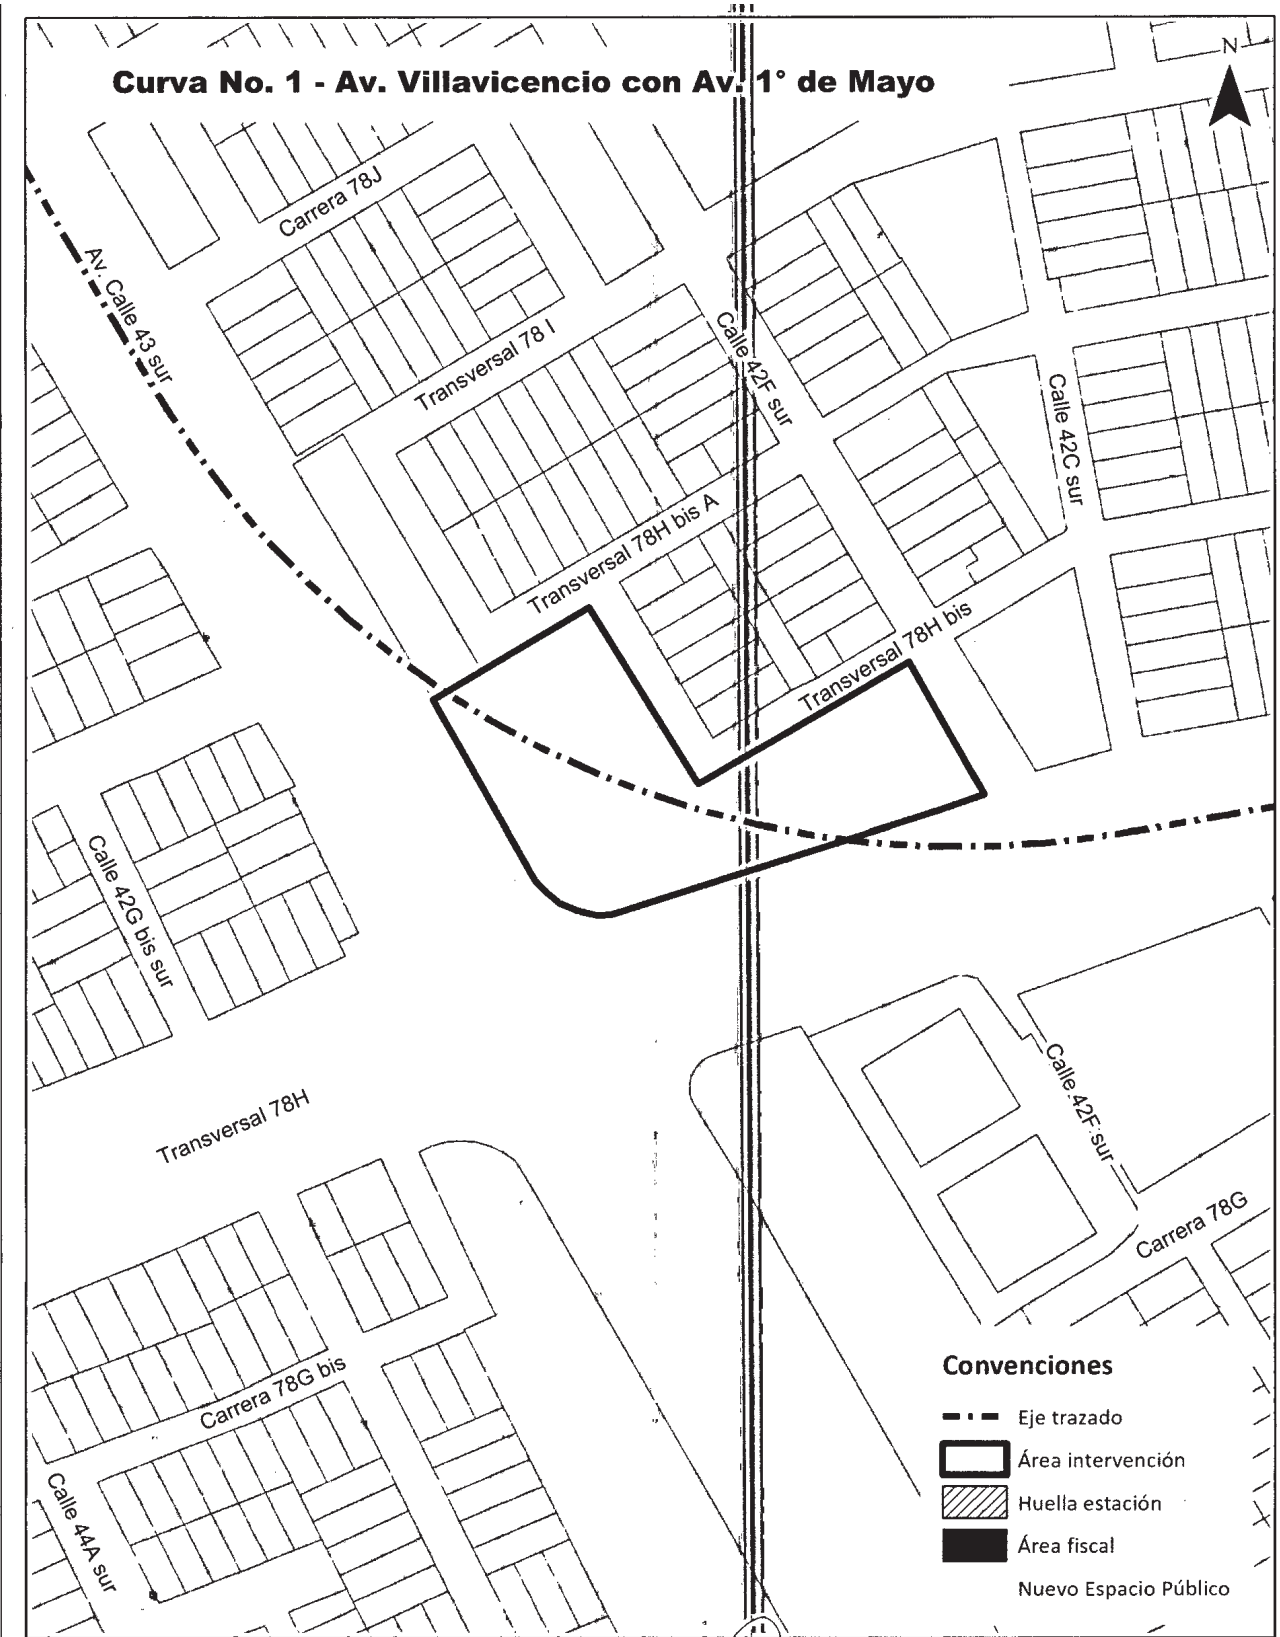 N
Curva No. 1 - Av. Villavicencio con Av. 1° de Mayo
Carrera 78J
Av. Calle 43 sur
Transversal 78 I
Calle 42F sur
Calle 42C sur
Transversal 78H bis A
Transversal 78H bis
Calle 42G bis sur
Transversal 78H
Calle 42F sur
Carrera 78G
Carrera 78G bis
Calle 44A sur
Convenciones
Eje trazado
Área intervención
Huella estación
Área fiscal
Nuevo Espacio Público